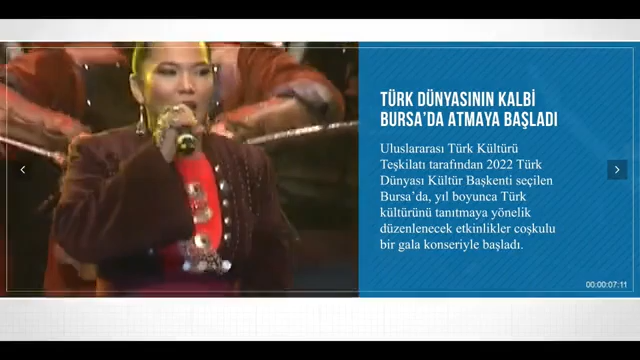 TÜRK DÜNYASININ KALBİ
BURSA'DA ATMAYA BAŞLADI
Uluslararası Türk Kültürü
Teşkilatı tarafından 2022 Türk
Dünyası Kültür Başkenti seçilen
Bursa'da, yıl boyunca Türk
kültürünü tanıtmaya yönelik
düzenlenecek etkinlikler coşkulu
bir gala konseriyle başladı.
00:00:07:11